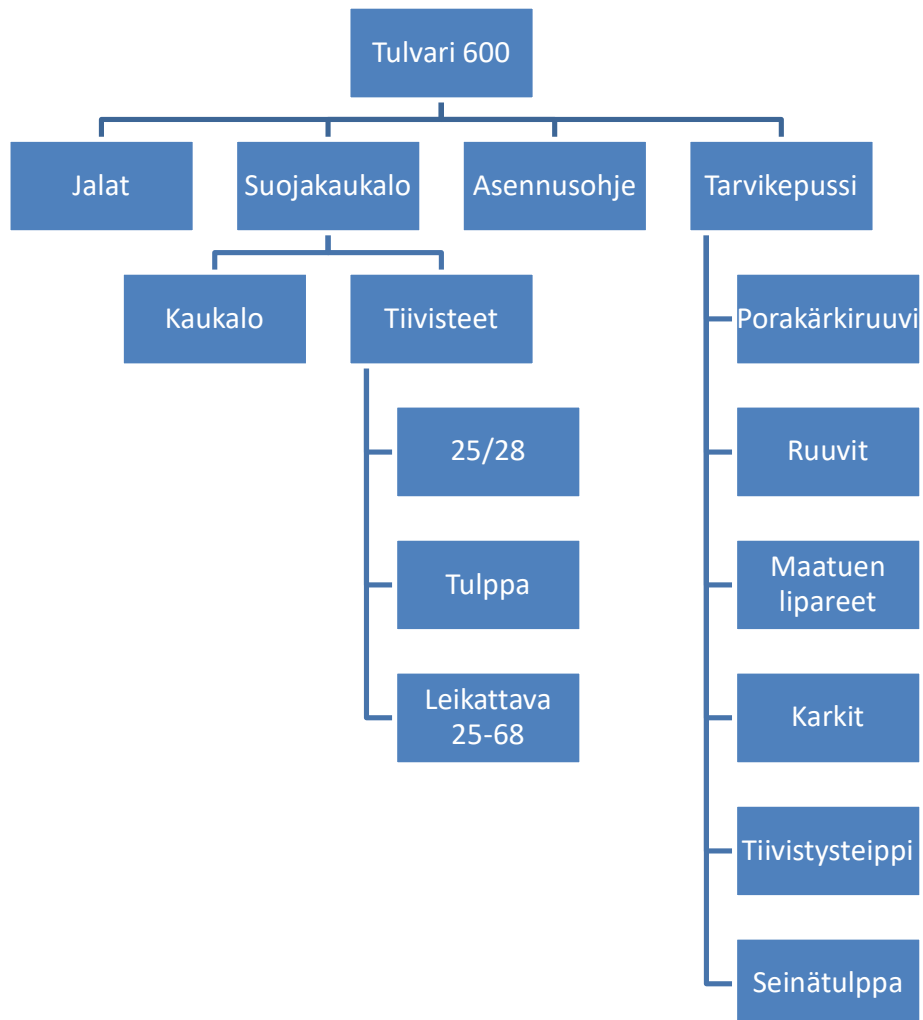 Tulvari 600
Jalat
Suojakaukalo
Asennusohje
Tarvikepussi
Kaukalo
Tiivisteet
25/28
Tulppa
Leikattava
25-68
Porakärkiruuvi
Ruuvit
Maatuen
lipareet
Karkit
Tiivistysteippi
Seinätulppa